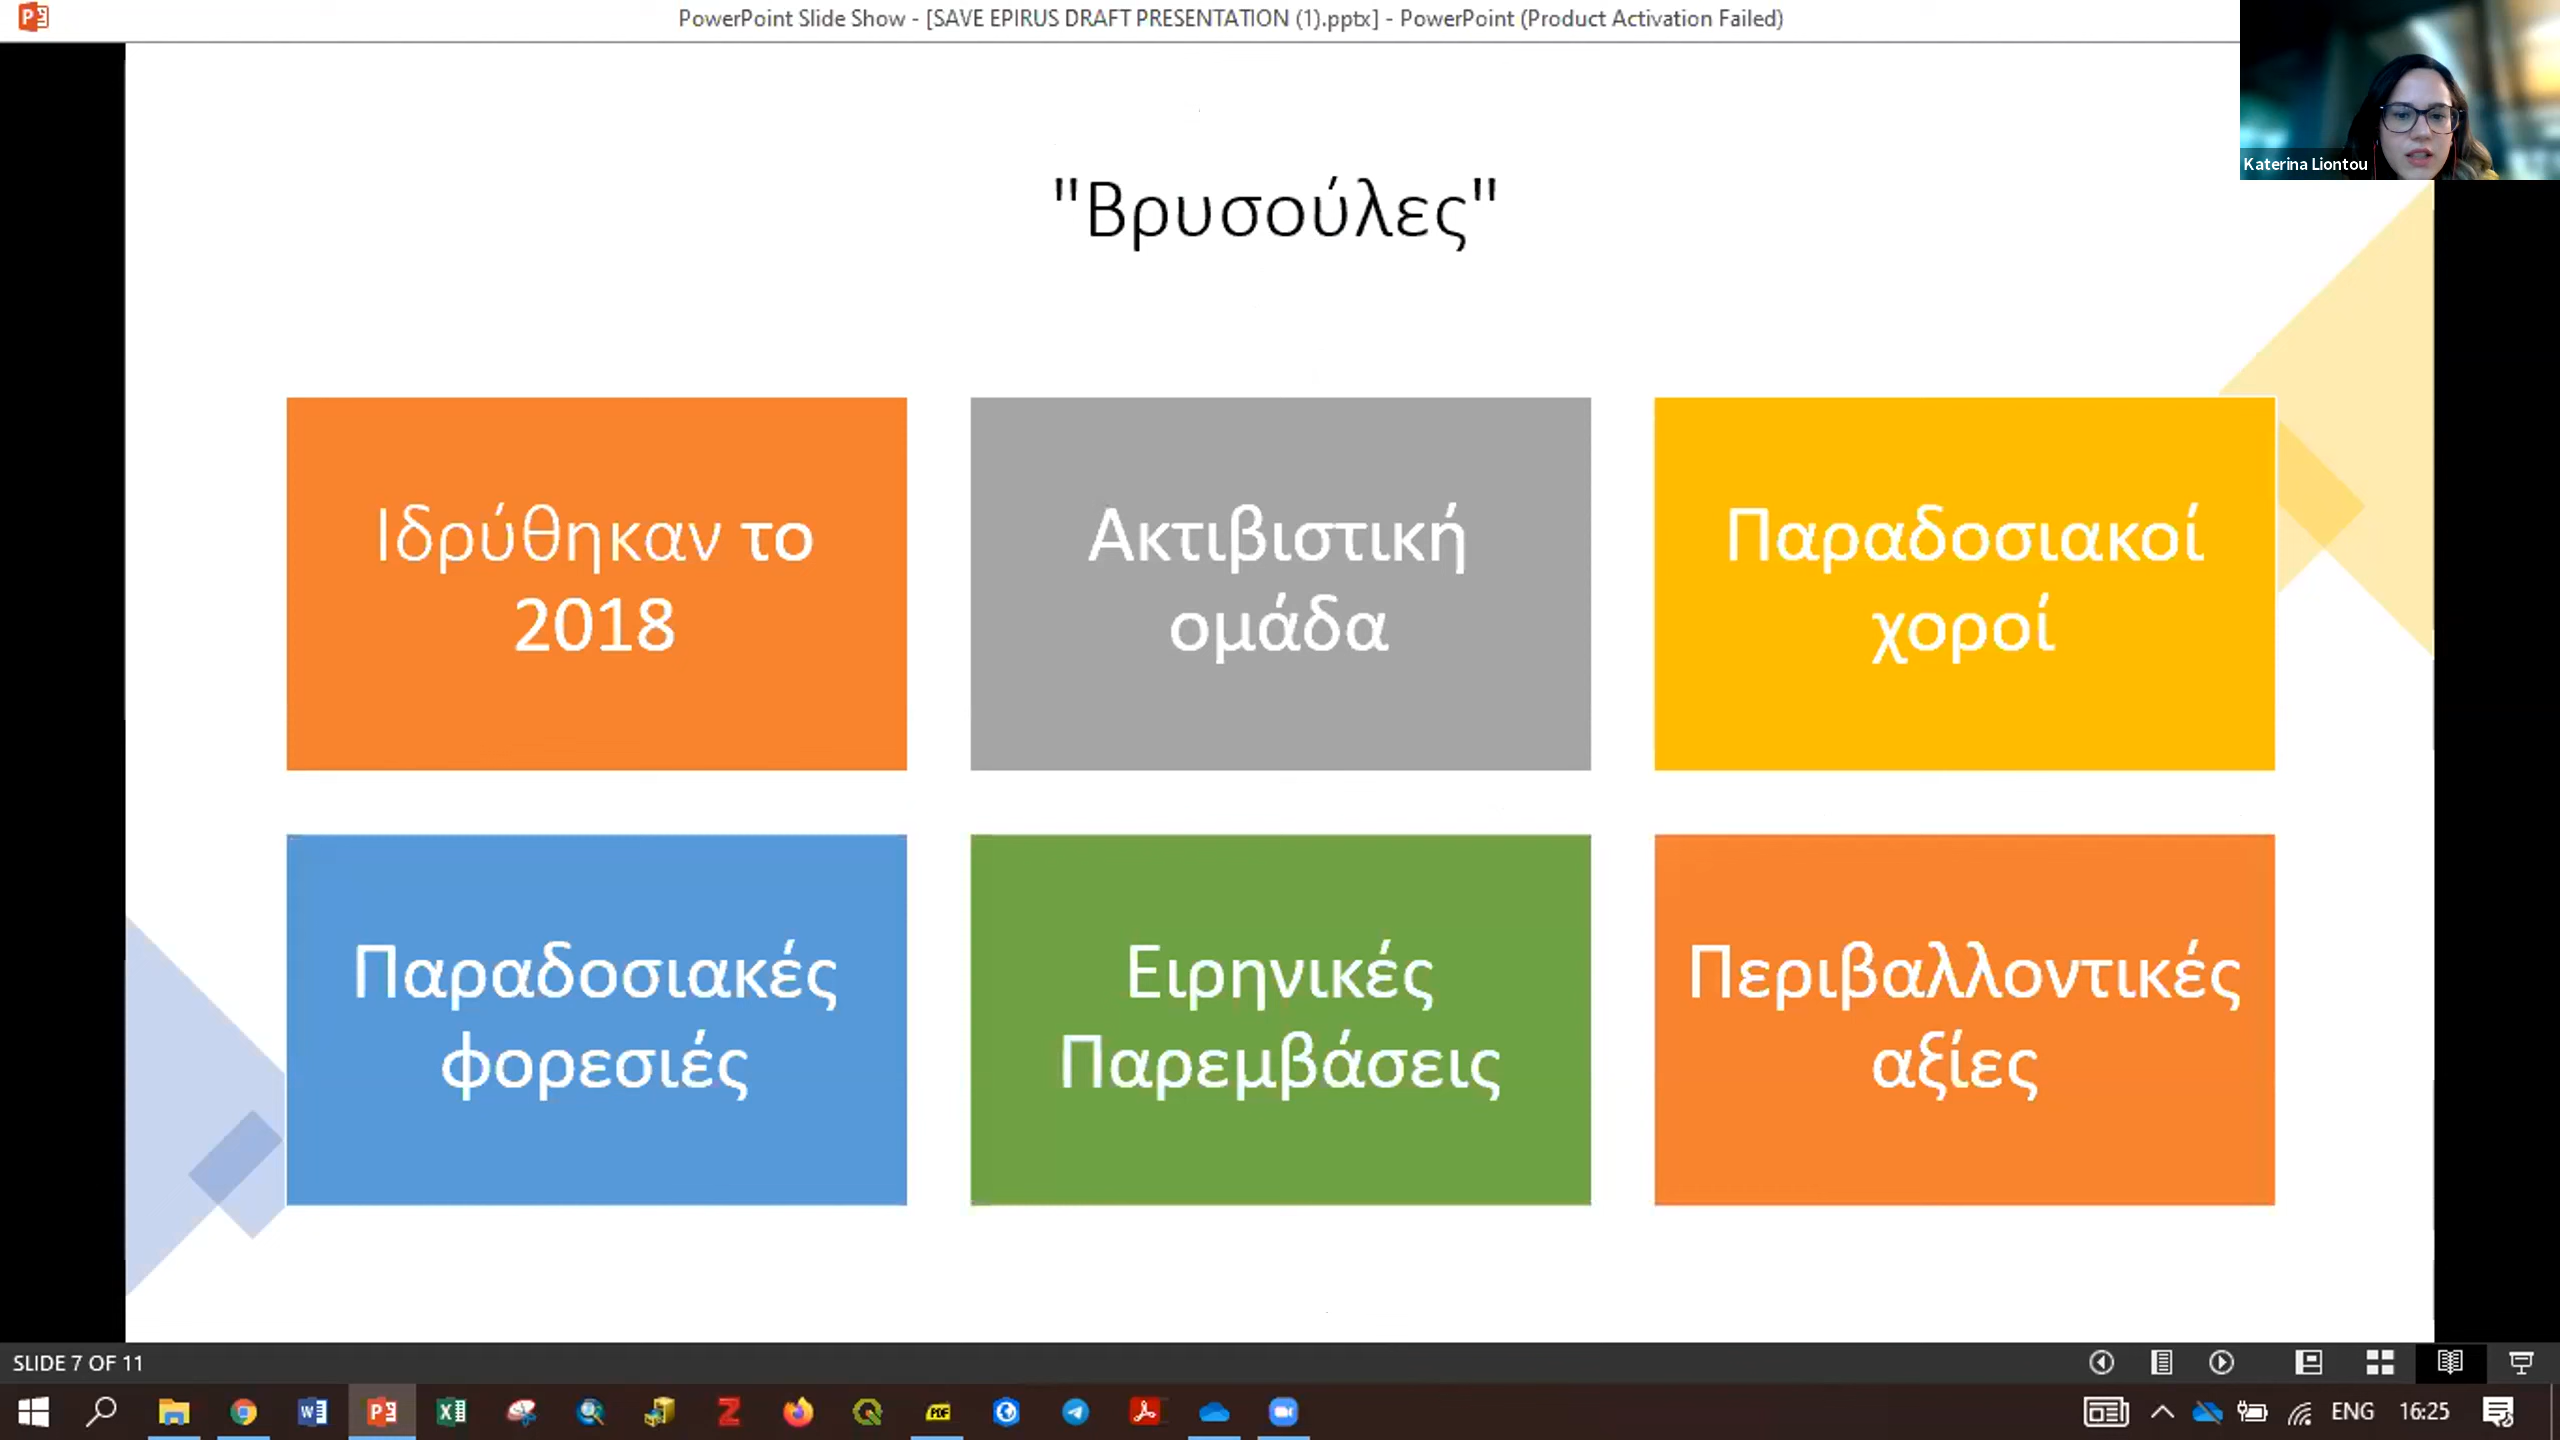 PowerPoint Slide Show - [SAVE EPIRUS DRAFT PRESENTATION (1).pptx] - PowerPoint (Product Activation Failed)
Katerina Liontou
"Βρυσούλες"
Ιδρύθηκαν το
2018
Ακτιβιστική
ομάδα
Παραδοσιακοί
χοροί
Παραδοσιακές
φορεσιές
Ειρηνικές
Παρεμβάσεις
Περιβαλλοντικές
αξίες
SLIDE 7 OF 11
PDF
ENG
16:25